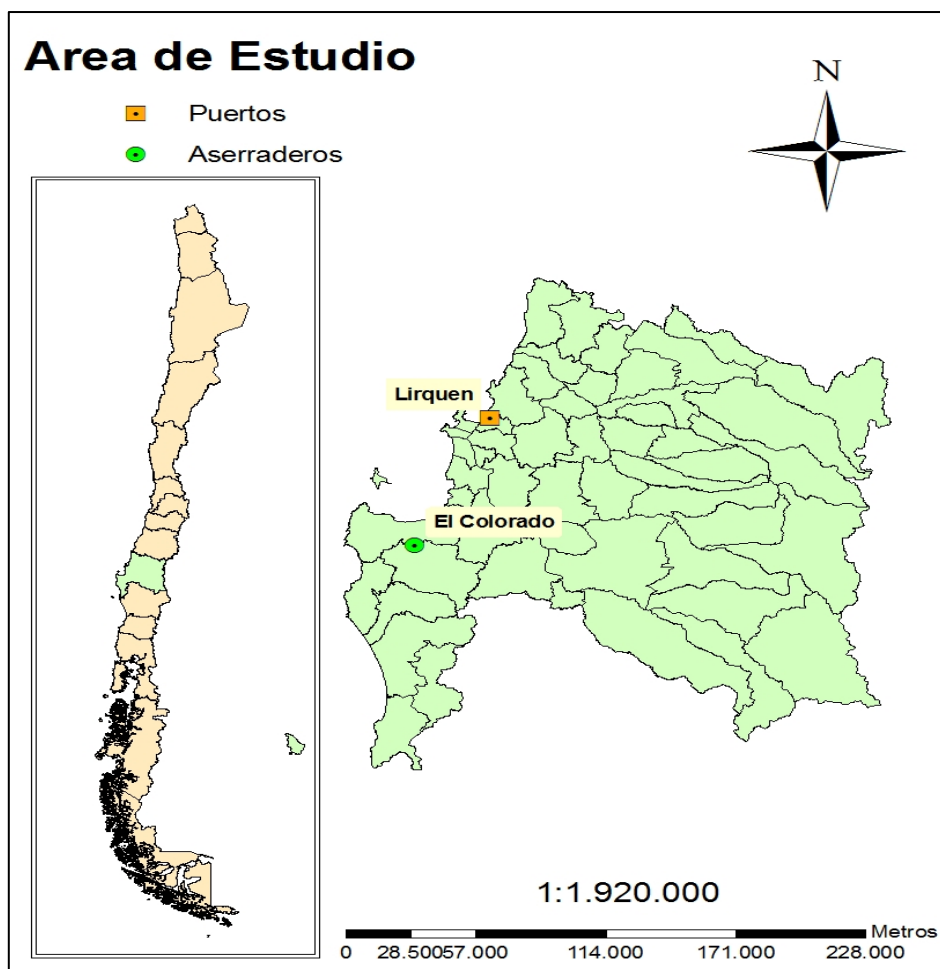 Area de Estudio
Puertos
Aserraderos
N
Lirquen
El Colorado
1:1.920.000
Metros
0 28.50057.000 114.000 171.000 228.000